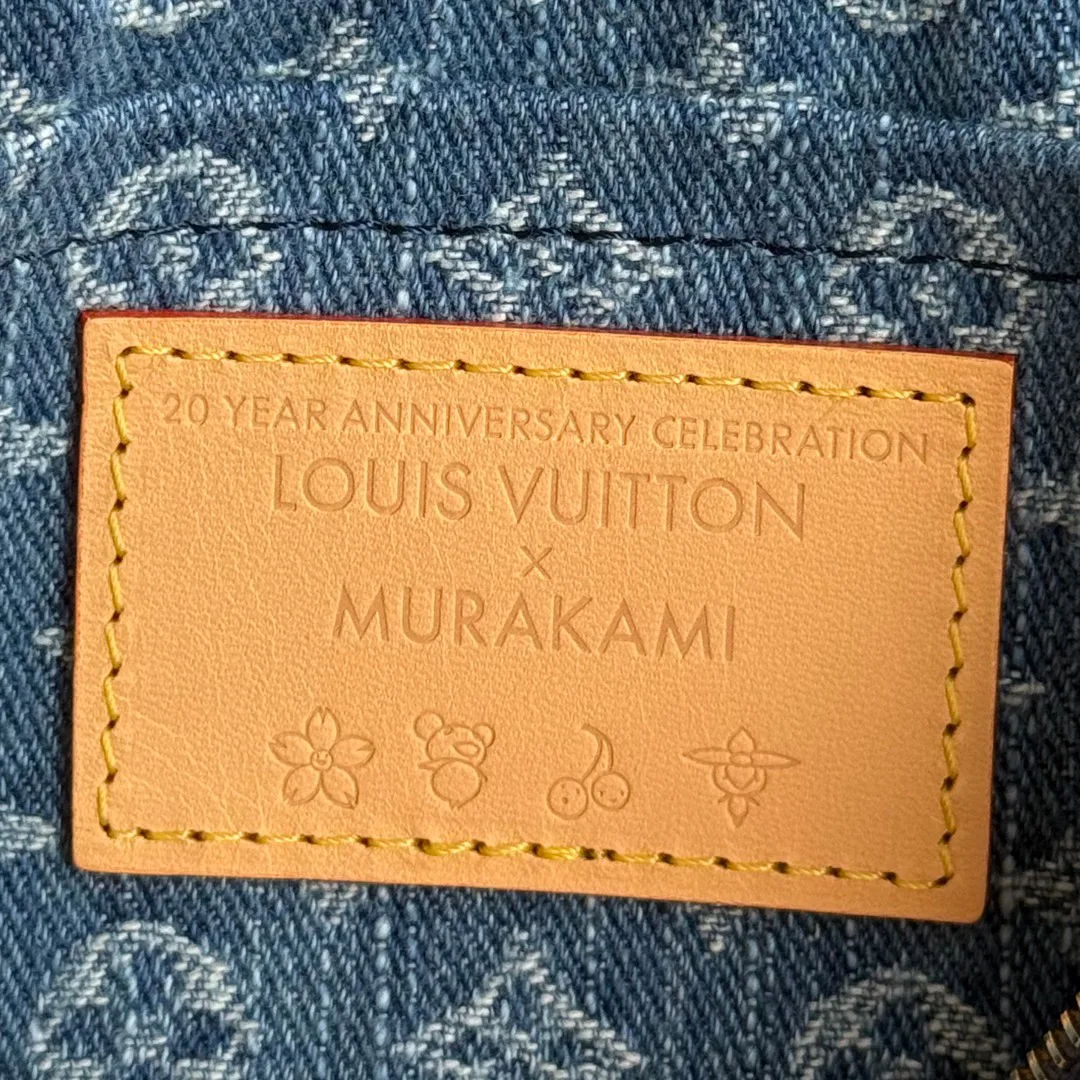 20 YEAR ANNIVERSARY CELEBRATION
LOUIS VUITTON
×
MURAKAMI